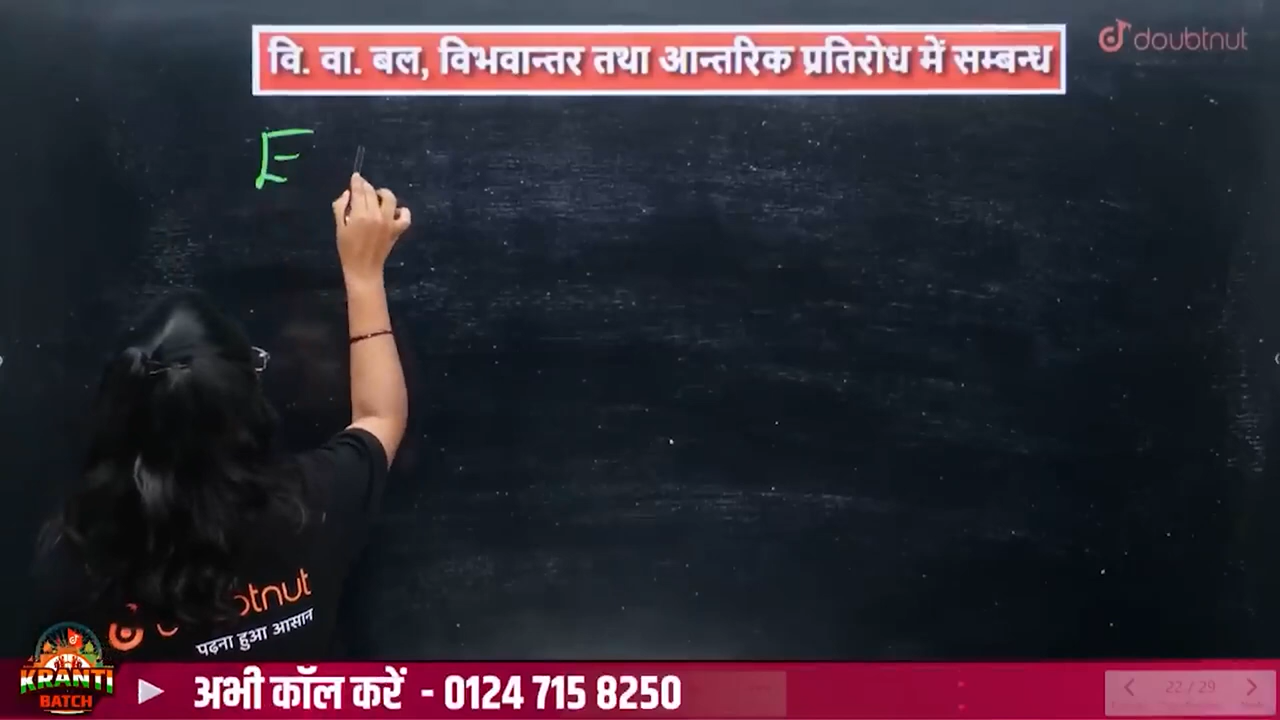 वि. वा. बल, विभवान्तर तथा आन्तरिक प्रतिरोध में सम्बन्ध
doubtnut
E
doubtnut
पढ़ना हुआ आसान
KRANTI
BATCH
अभी कॉल करें - 0124 715 8250
22 / 29